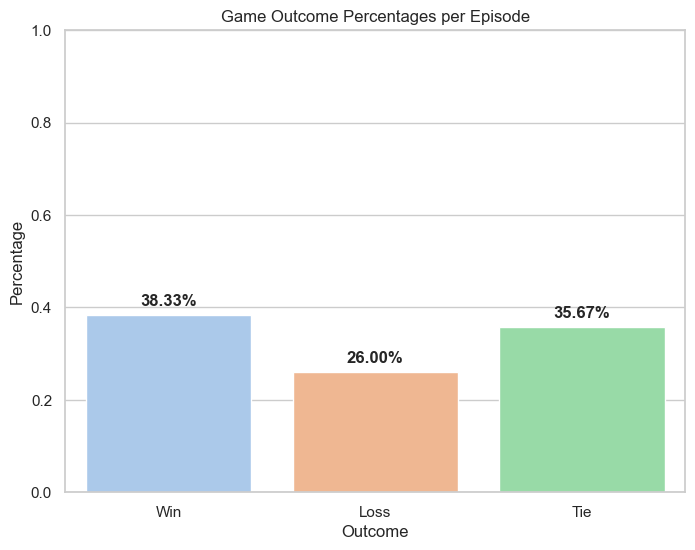 Game Outcome Percentages per Episode
1.0
0.8
0.6
0.4
0.2
0.0
Percentage
38.33%
26.00%
35.67%
Win Loss Tie
Outcome